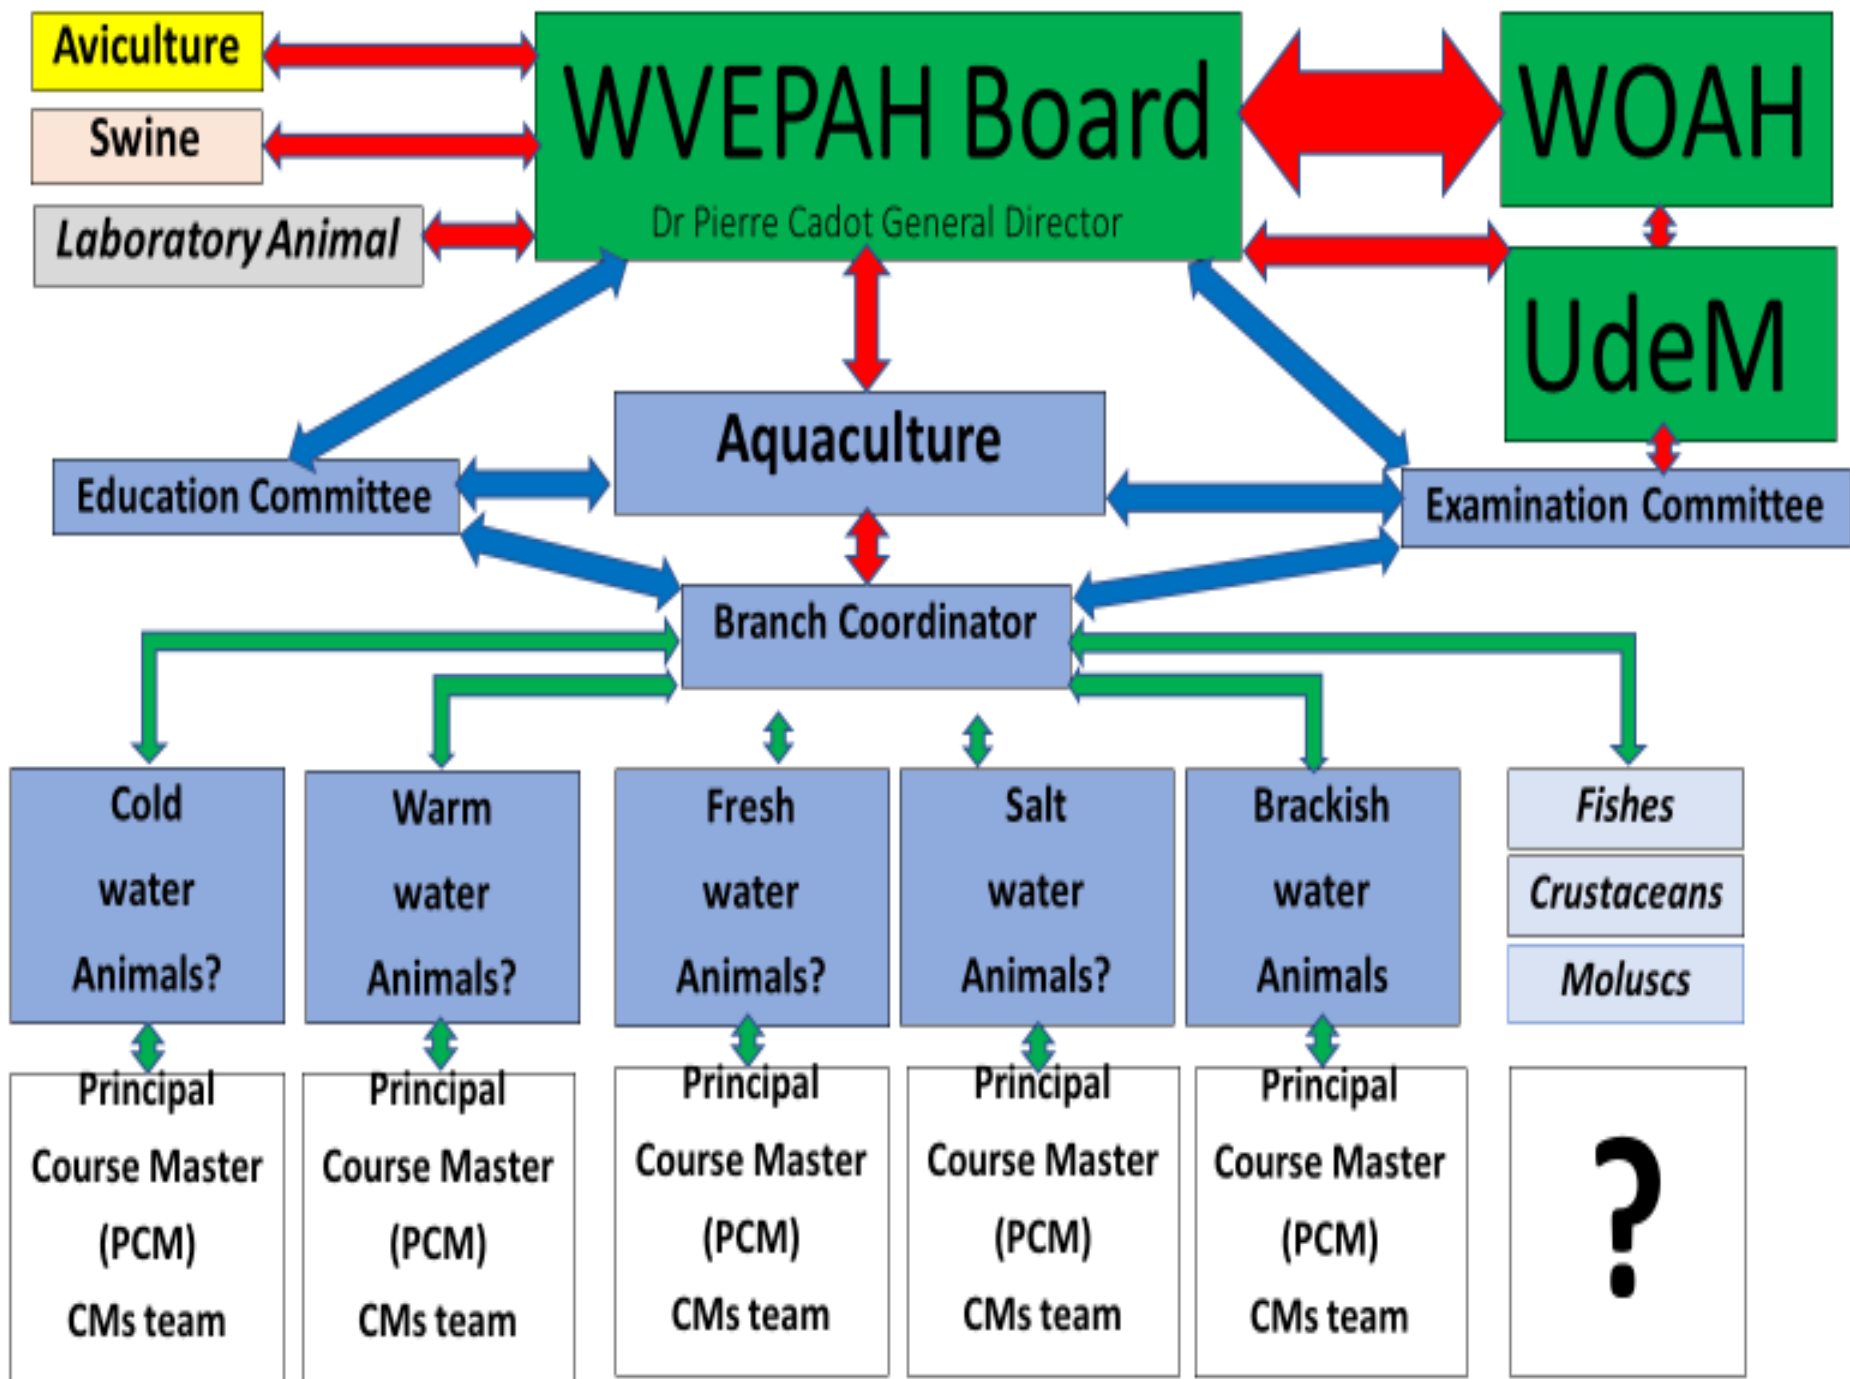 Aviculture
Swine
Laboratory Animal
WVEPAH Board
Dr Pierre Cadot General Director
WOAH
UdeM
Aquaculture
Education Committee
Examination Committee
Branch Coordinator
Cold
water
Animals?
Warm
water
Animals?
Fresh
water
Animals?
Salt
water
Animals?
Brackish
water
Animals
Fishes
Crustaceans
Moluscs
Principal
Course Master
(PCM)
CMs team
Principal
Course Master
(PCM)
CMs team
Principal
Course Master
(PCM)
CMs team
Principal
Course Master
(PCM)
CMs team
Principal
Course Master
(PCM)
CMs team
?